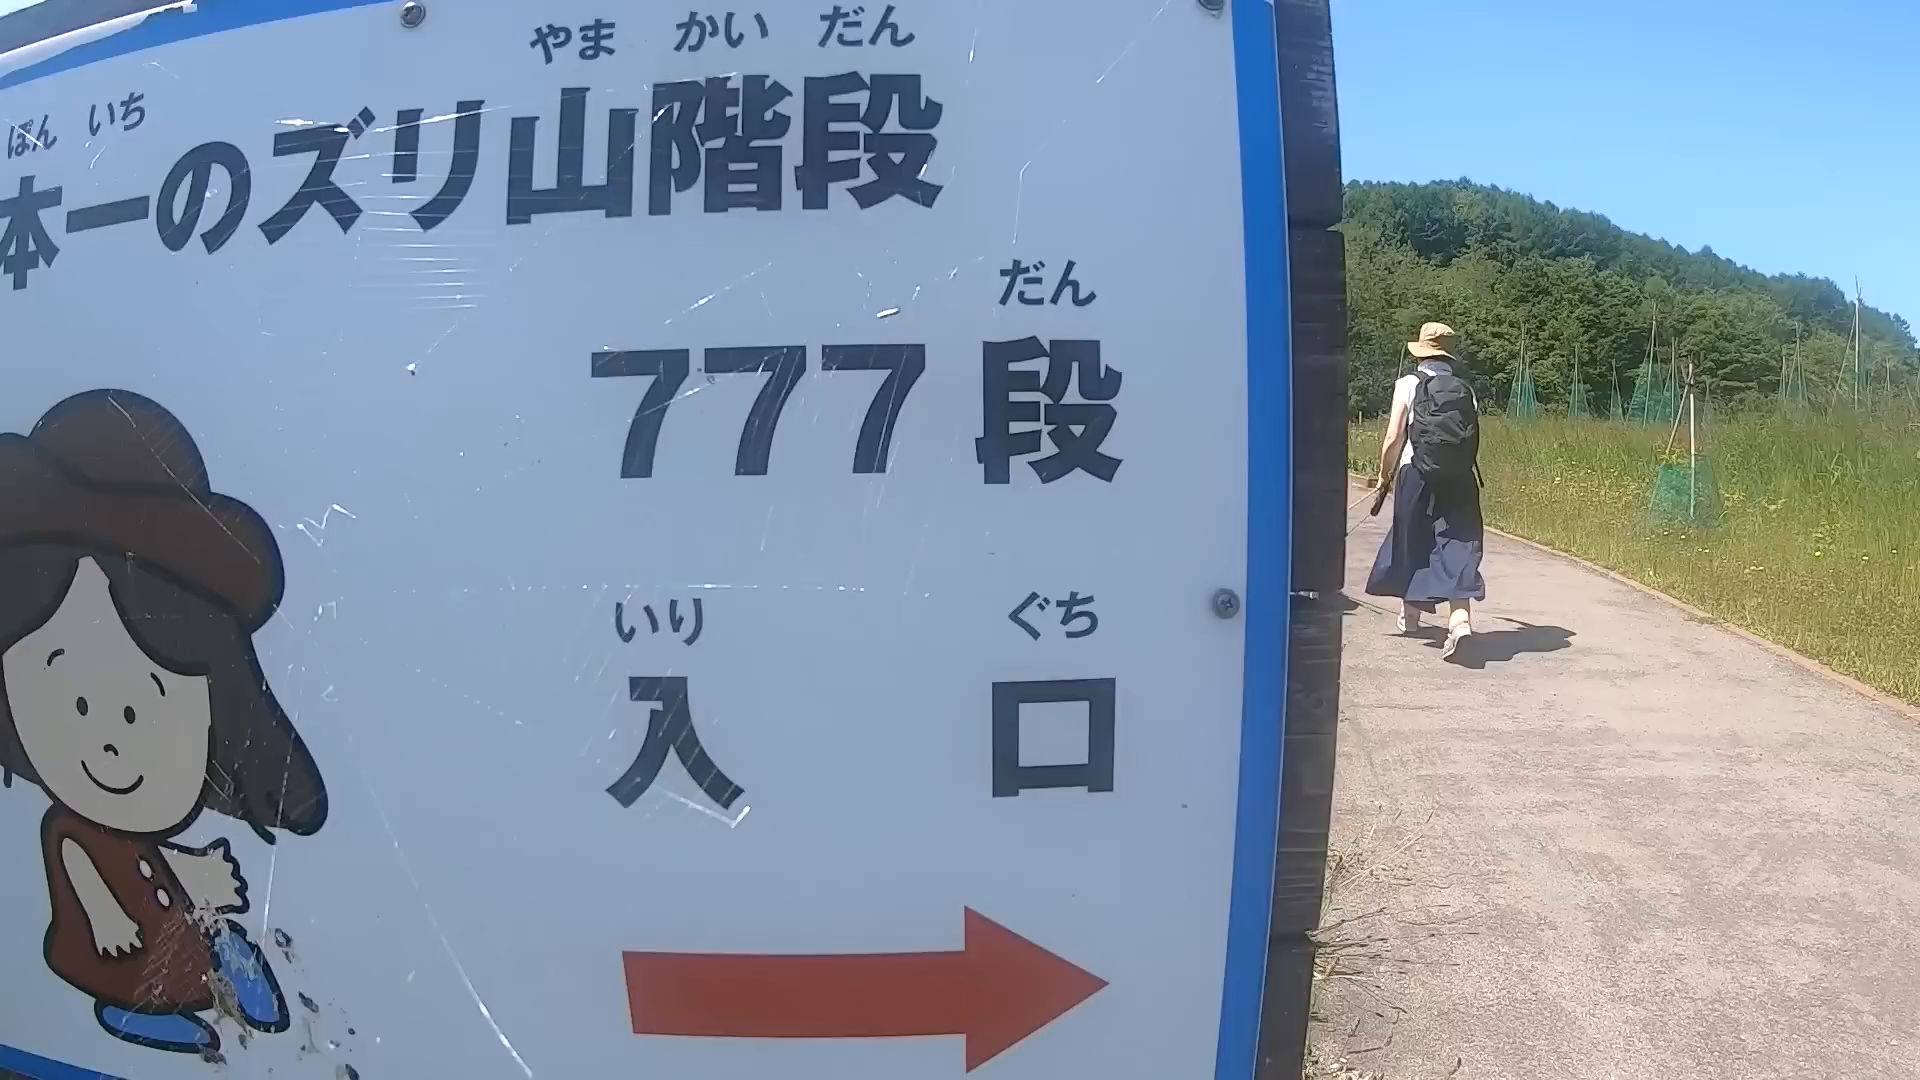 ぽん いち やま かい だん
本一のズリ山階段
だん
777段
いり ぐち
入口